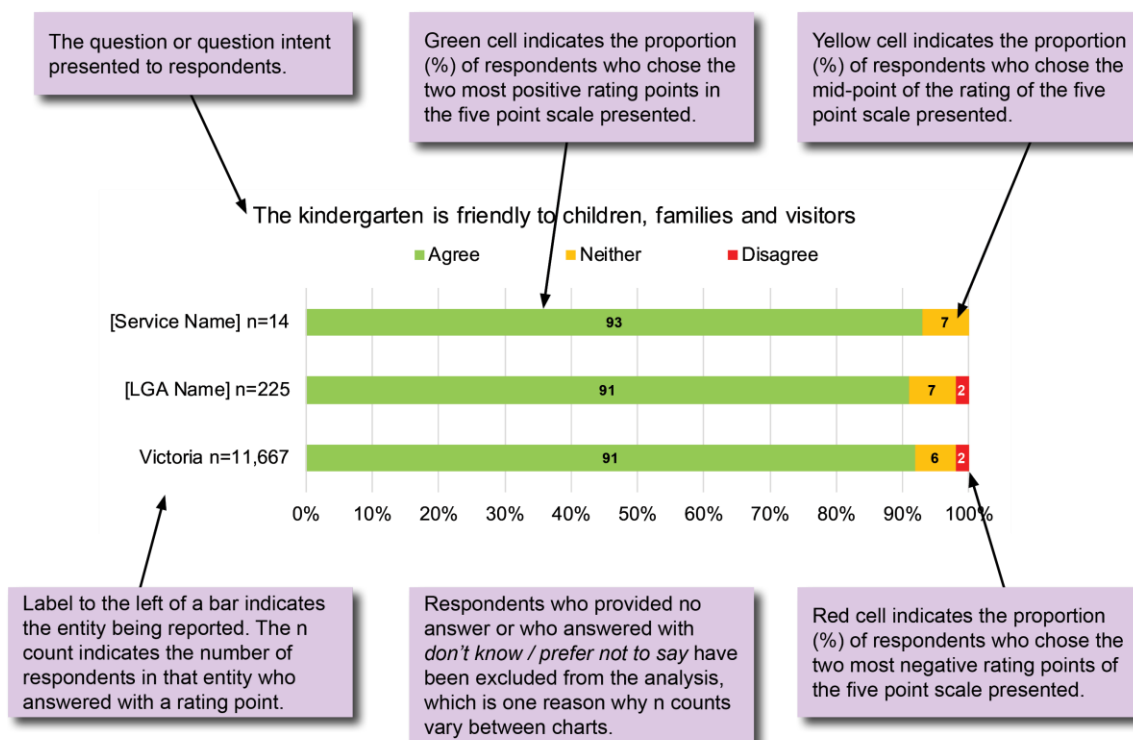 The question or question intent
presented to respondents.
Green cell indicates the proportion
(%) of respondents who chose the
two most positive rating points in
the five point scale presented.
Yellow cell indicates the proportion
(%) of respondents who chose the
mid-point of the rating of the five
point scale presented.
The kindergarten is friendly to children, families and visitors
Agree Neither Disagree
[Service Name] n=14 93 7
[LGA Name] n=225 91 7 2
Victoria n=11,667 91 6 2
0% 10% 20% 30% 40% 50% 60% 70% 80% 90% 100%
Label to the left of a bar indicates
the entity being reported. The n
count indicates the number of
respondents in that entity who
answered with a rating point.
Respondents who provided no
answer or who answered with
don't know / prefer not to say have
been excluded from the analysis,
which is one reason why n counts
vary between charts.
Red cell indicates the proportion
(%) of respondents who chose the
two most negative rating points of
the five point scale presented.